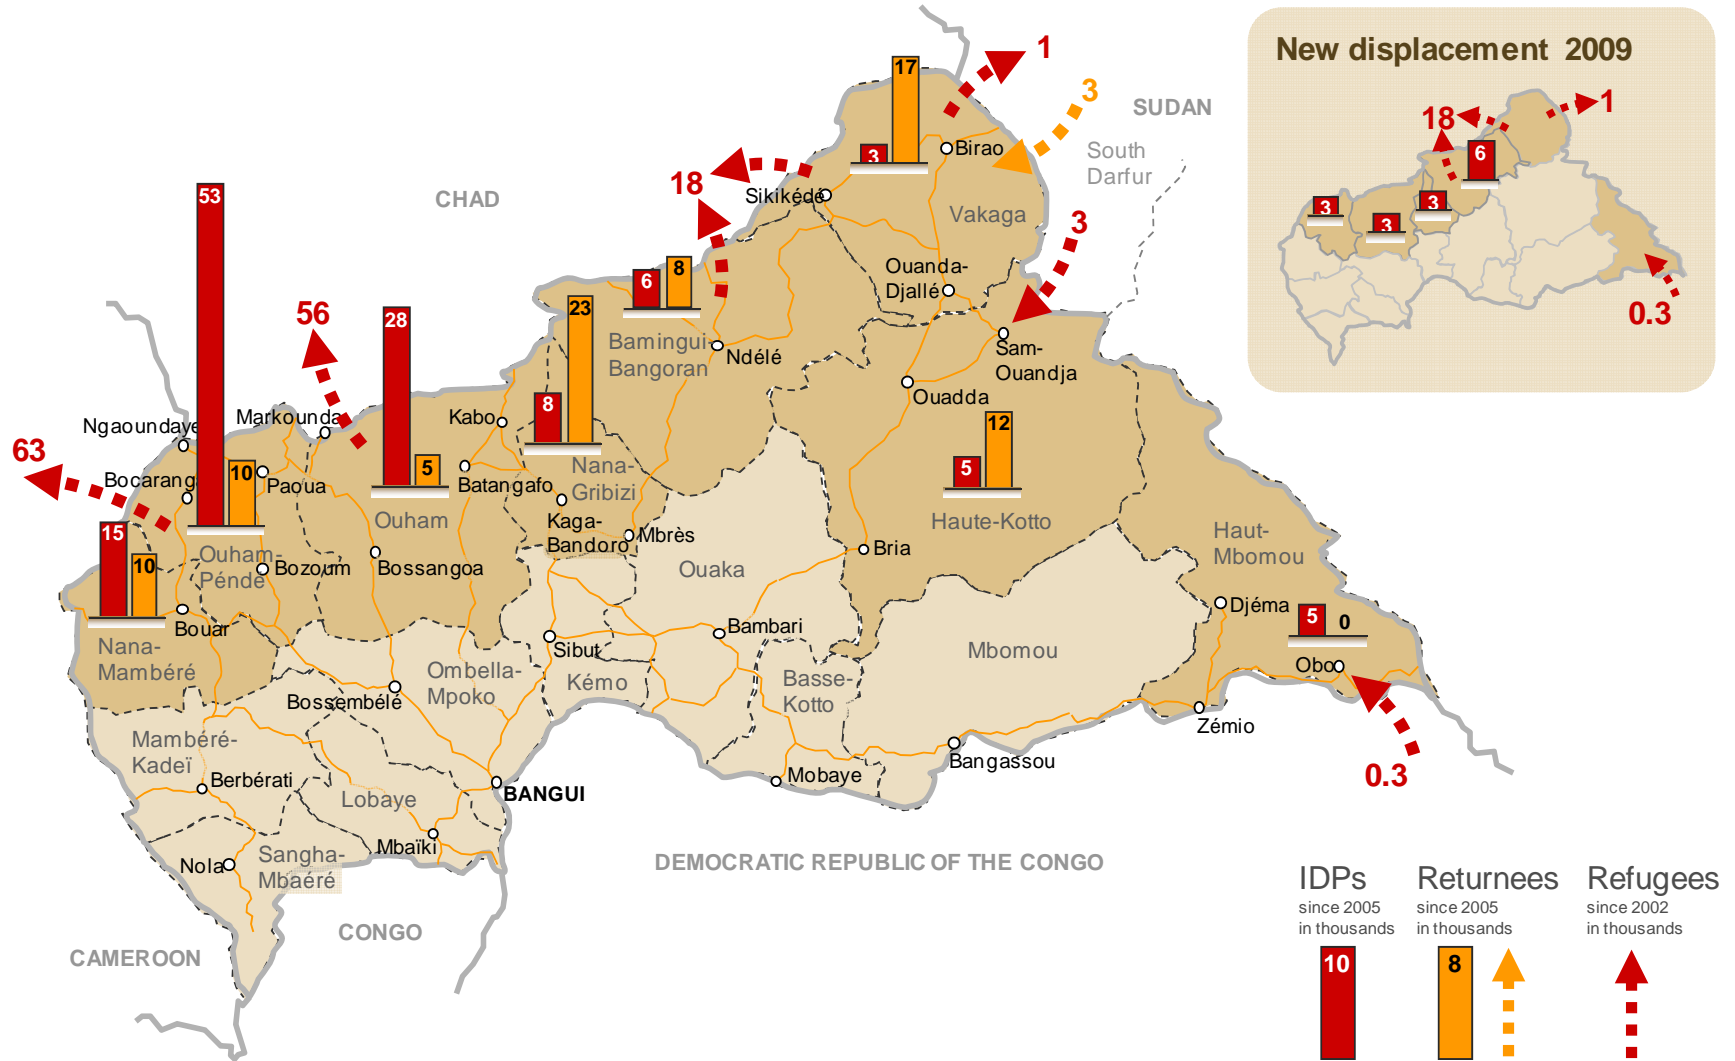 New displacement 2009
18
1
6
3
3
3
0.3
1
17
3
3
SUDAN
Birao
South
Darfur
CHAD
18
Sikikédé
Vakaga
3
53
Ouanda-
Djallé
6
8
23
56
28
Bamingui-
Bangoran
Ndélé
Sam-
Ouandja
Ouadda
8
12
Kabo
Markounda
Ngaoundaye
63
5
5
10
Nana-
Gribizi
Bocaranga
Paoua
Batangafo
Ouham
Kaga-
Bandoro
Mbrès
Haute-Kotto
Haut-
Mbomou
15
10
Ouham-
Péndé
Bozoum
Bossangoa
Ouaka
Bria
Djéma
5
0
Bouar
Nana-
Mambéré
Bambari
Sibut
Mbomou
Obo
Ombella-
Mpoko
Kémo
Basse-
Kotto
Bossembélé
Zémio
Mambéré-
Kadeï
Bangassou
0.3
Berbérati
Mobaye
BANGUI
Lobaye
Mbaïki
Nola
Sangha-
Mbaéré
DEMOCRATIC REPUBLIC OF THE CONGO
CONGO
CAMEROON
IDPs
since 2005
in thousands
10
Returnees
since 2005
in thousands
8
Refugees
since 2002
in thousands